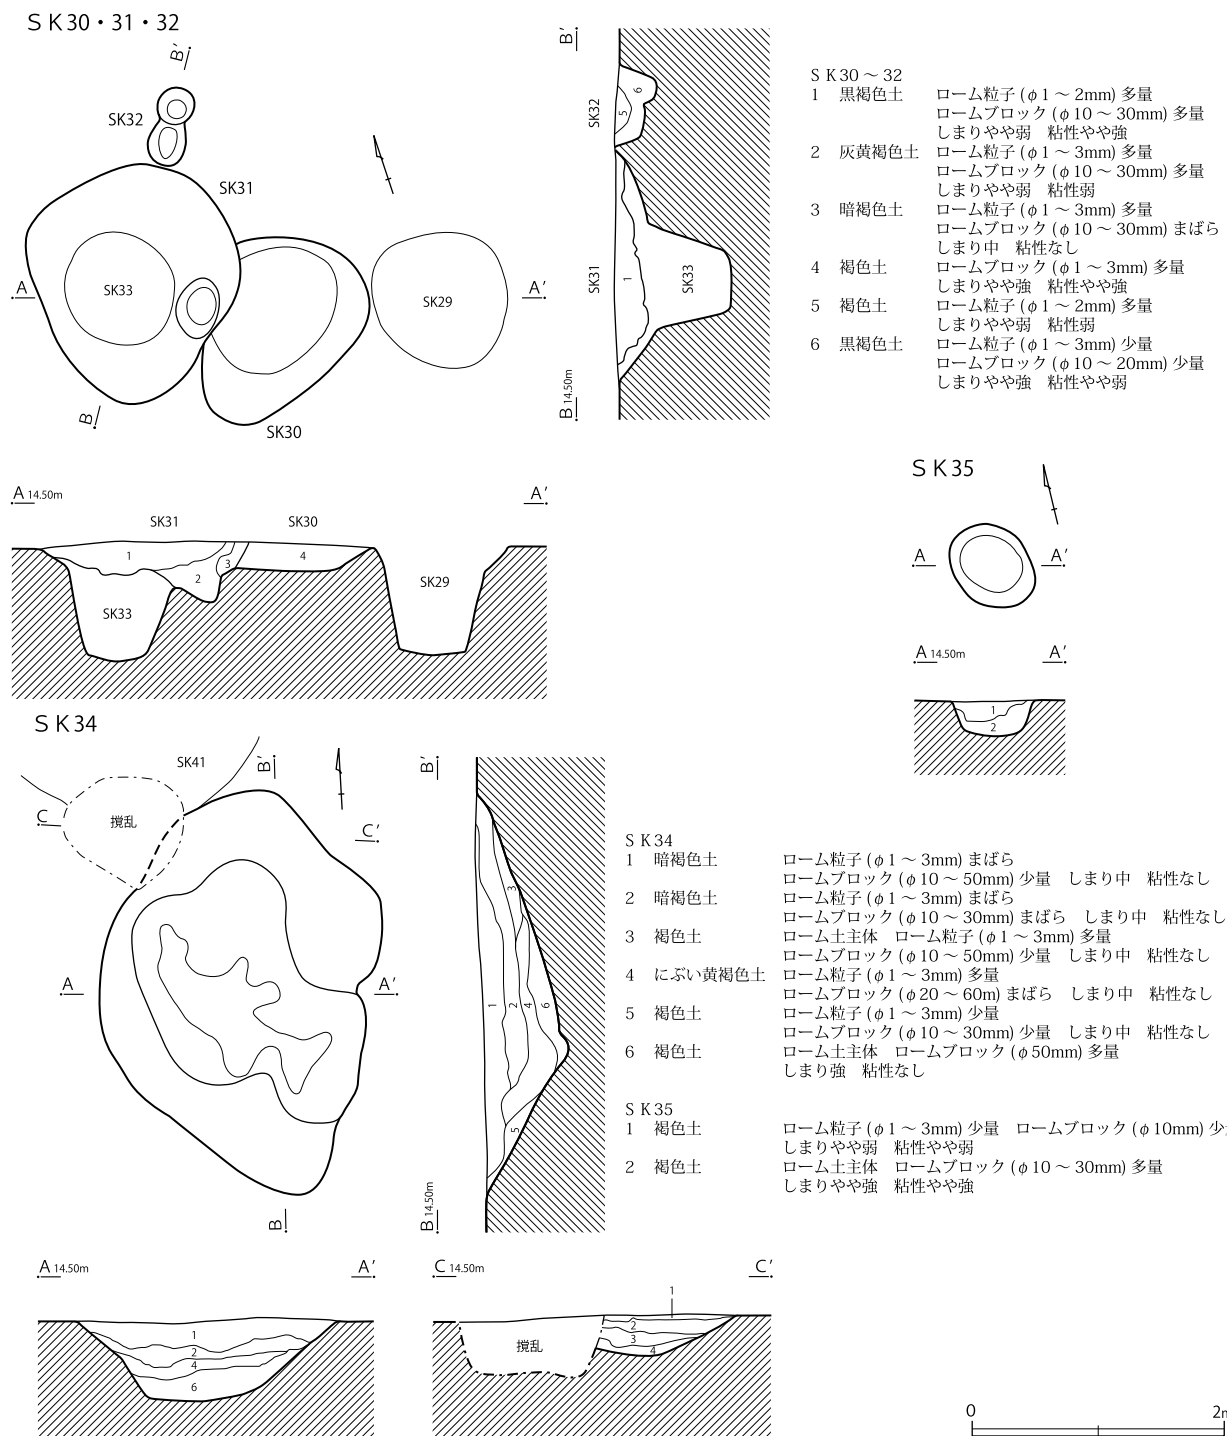 ＳＫ30・31・32
B'
SK32
SK31
A
SK33
SK29
A'
B
SK30
B'
SK32
6
5
SK31
1
SK33
B 14.50m
ＳＫ30～32
1 黒褐色土 ローム粒子(φ1～2mm)多量
ロームブロック(φ10～30mm)多量
しまりやや弱 粘性やや強
2 灰黄褐色土 ローム粒子(φ1～3mm)多量
ロームブロック(φ10～30mm)多量
しまりやや弱 粘性弱
3 暗褐色土 ローム粒子(φ1～3mm)多量
ロームブロック(φ10～30mm)まばら
しまり中 粘性なし
4 褐色土 ロームブロック(φ1～3mm)多量
しまりやや強 粘性やや強
5 褐色土 ローム粒子(φ1～2mm)多量
しまりやや弱 粘性弱
6 黒褐色土 ローム粒子(φ1～3mm)少量
ロームブロック(φ10～20mm)少量
しまりやや強 粘性やや弱
A 14.50m A'
SK31 SK30
1 2 3 4
SK33 SK29
ＳＫ35
A A'
A 14.50m A'
1
2
ＳＫ34
SK41
B'
C
撹乱
C'
A A'
B
B'
3
1 2 4 6
5
B 14.50m
ＳＫ34
1 暗褐色土 ローム粒子(φ1～3mm)まばら
ロームブロック(φ10～50mm)少量 しまり中 粘性なし
2 暗褐色土 ローム粒子(φ1～3mm)まばら
ロームブロック(φ10～30mm)まばら しまり中 粘性なし
3 褐色土 ローム土主体 ローム粒子(φ1～3mm)多量
ロームブロック(φ10～50mm)少量 しまり中 粘性なし
4 にぶい黄褐色土 ローム粒子(φ1～3mm)多量
ロームブロック(φ20～60m)まばら しまり中 粘性なし
5 褐色土 ローム粒子(φ1～3mm)少量
ロームブロック(φ10～30mm)少量 しまり中 粘性なし
6 褐色土 ローム土主体 ロームブロック(φ50mm)多量
しまり強 粘性なし
ＳＫ35
1 褐色土 ローム粒子(φ1～3mm)少量 ロームブロック(φ10mm)少
しまりやや弱 粘性やや弱
2 褐色土 ローム土主体 ロームブロック(φ10～30mm)多量
しまりやや強 粘性やや強
A 14.50m A'
1
2
4
6
C 14.50m C'
1
撹乱
2
3
4
0 2m